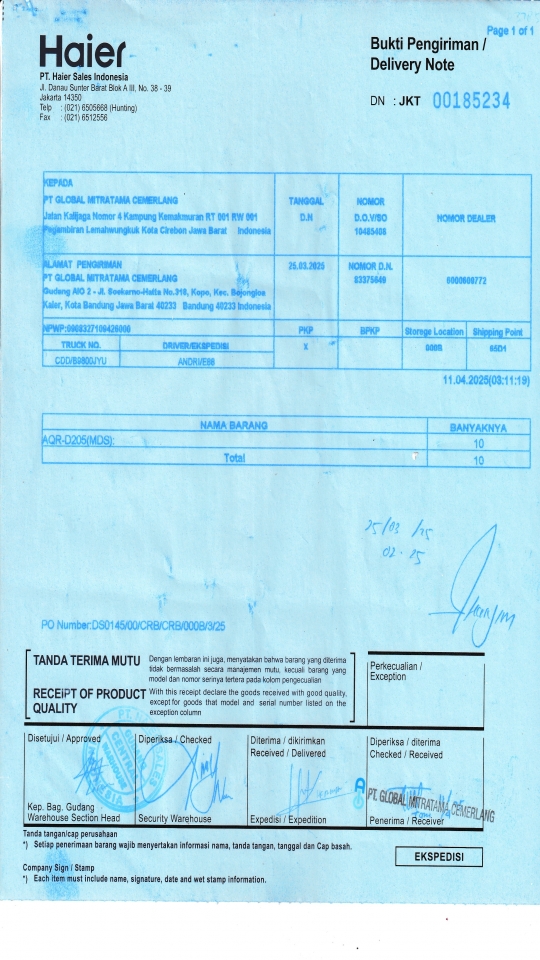 Page 1 of 1
Haier
PT. Haier Sales Indonesia
Jl. Danau Sunter Barat Blok A III, No. 38 - 39
Jakarta 14350
Telp : (021) 6505668 (Hunting)
Fax : (021) 6512556
Bukti Pengiriman /
Delivery Note
DN : JKT 00185234
KEPADA
PT GLOBAL MITRATAMA CEMERLANG
Jalan Kalijaga Nomor 4 Kampung Kemakmuran RT 001 RW 001
Pegambiran Lemahwungkuk Kota Cirebon Jawa Barat Indonesia
TANGGAL
D.N
NOMOR
D.O./SO
10485406
NOMOR DEALER
ALAMAT PENGIRIMAN
PT GLOBAL MITRATAMA CEMERLANG
Gudang AIO 2 - Jl. Soekarno-Hatta No.318, Kopo, Kec. Bojongloa
Kaler, Kota Bandung Jawa Barat 40233 Bandung 40233 Indonesia
25.03.2025
NOMOR D.N.
83375649
NPWP:
PKP
BPKP
Storege Location
Shipping Point
TRUCK NO.
DRIVER/EKSPEDISI
X
000B
65D1
CDD/B9800JYU
ANDRI/E66
11.04.2025(03:11:19)
NAMA BARANG
BANYAKNYA
AQR-D205(MDS):
10
Total
10
25/03 /25
02.25
PO Number:DS0145/00/CRB/CRB/000B/3/25
TANDA TERIMA MUTU
Dengan lembaran ini juga, menyatakan bahwa barang yang diterima
tidak bermasalah secara manajemen mutu, kecuali barang yang
model dan nomor serinya tertera pada kolom pengecualian
RECEIPT OF PRODUCT
QUALITY
With this receipt declare the goods received with good quality,
except for goods that model and serial number listed on the
exception column
Perkecualian /
Exception
Disetujui / Approved
Diperiksa / Checked
Diterima / dikirimkan
Received / Delivered
Diperiksa / diterima
Checked / Received
PT. GLOBAL MITRATAMA CEMERLANG
Kep. Bag. Gudang
Warehouse Section Head
Security Warehouse
Expedisi / Expedition
Penerima / Receiver
Tanda tangan/cap perusahaan
*) Setiap penerimaan barang wajib menyertakan informasi nama, tanda tangan, tanggal dan Cap basah.
EKSPEDISI
Company Sign / Stamp
*) Each item must include name, signature, date and wet stamp information.